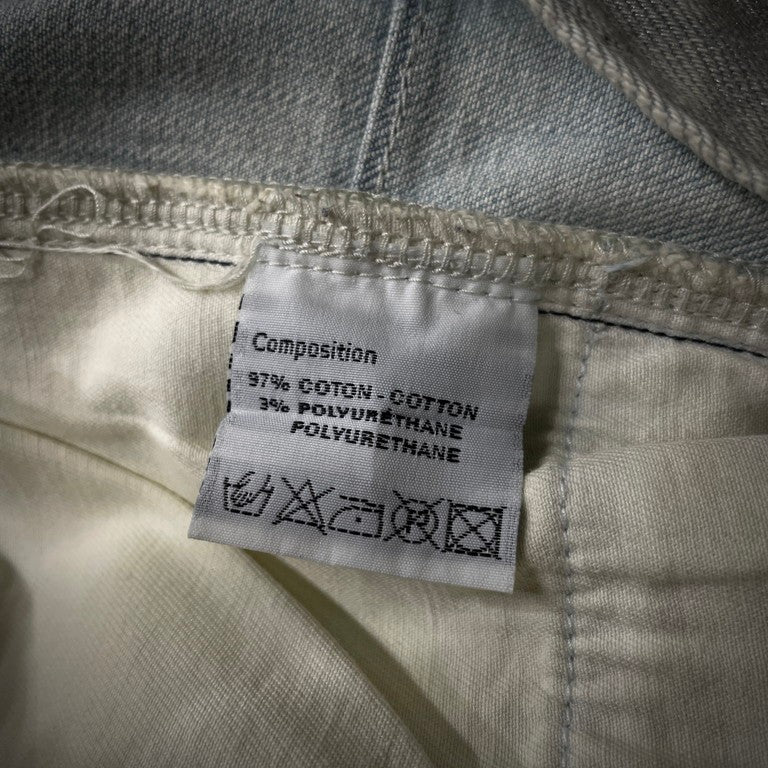 Composition
97% COTON - COTTON
3% POLYURÉTHANE
POLYURETHANE
P